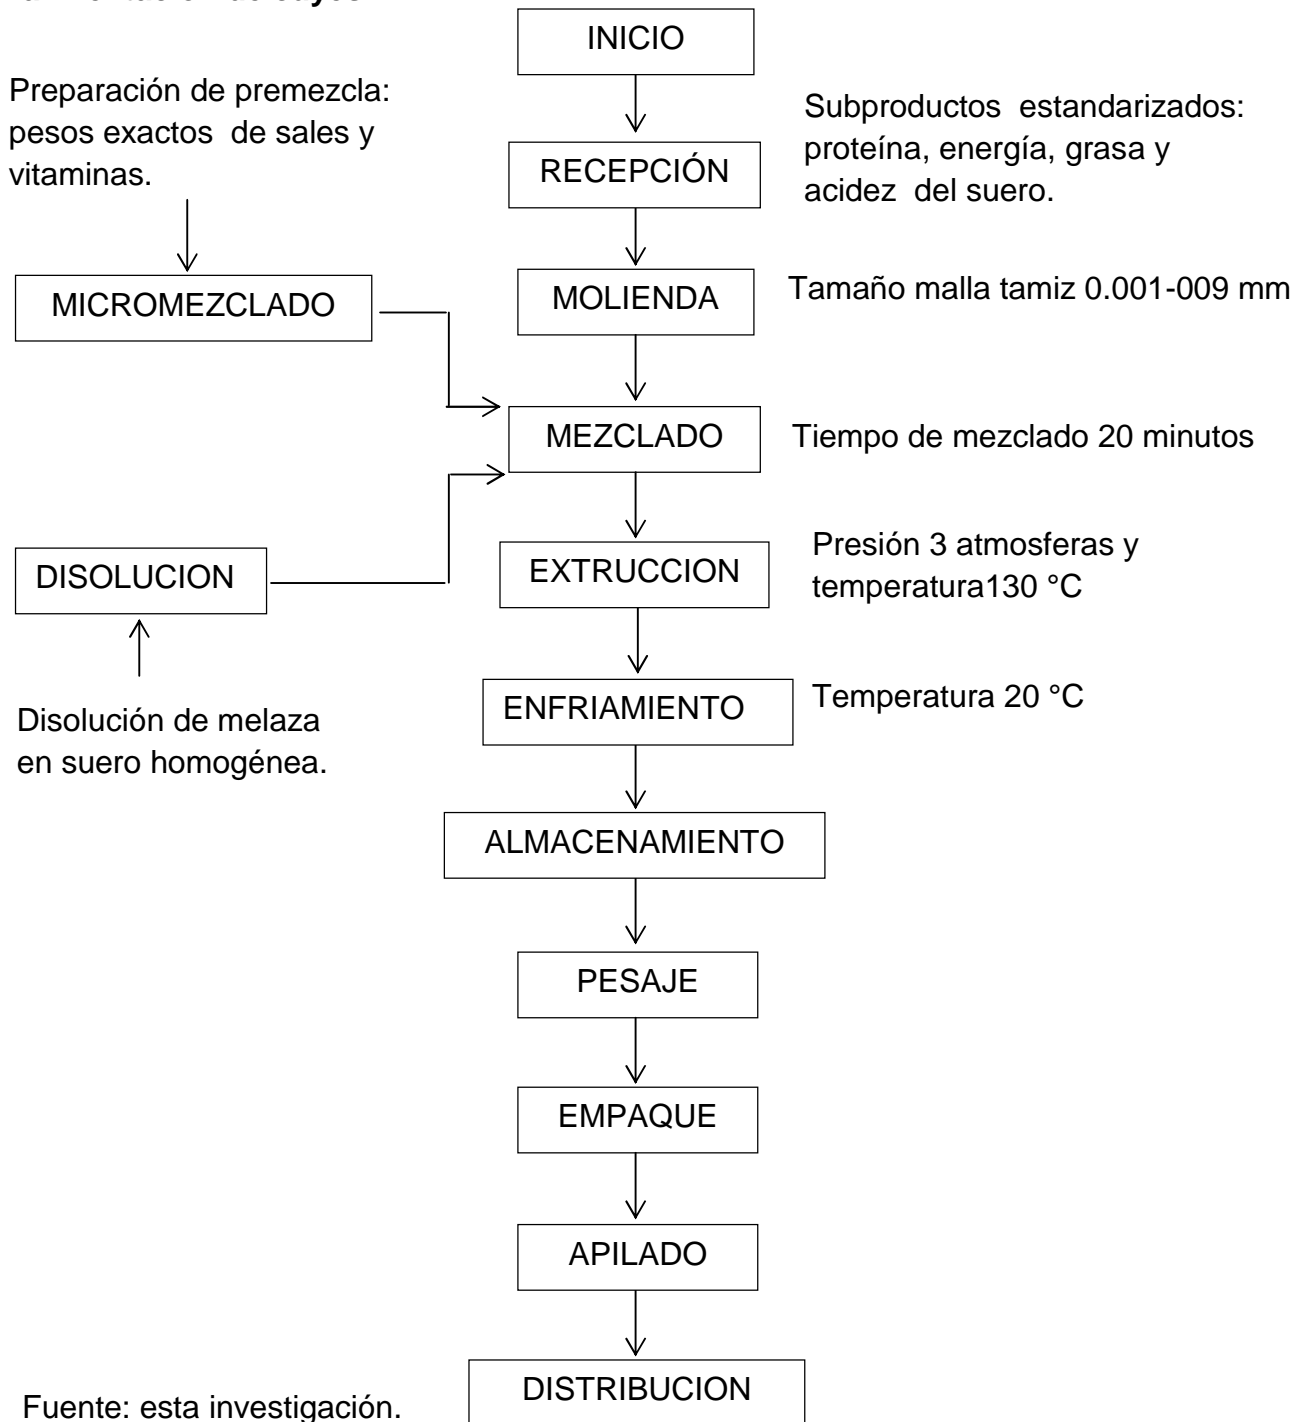 INICIO
Preparación de premezcla:
pesos exactos de sales y
vitaminas.
Subproductos estandarizados:
proteína, energía, grasa y
acidez del suero.
RECEPCIÓN
MICROMEZCLADO
MOLIENDA
Tamaño malla tamiz 0.001-009 mm
MEZCLADO
Tiempo de mezclado 20 minutos
DISOLUCION
EXTRUCCION
Presión 3 atmosferas y
temperatura130 °C
Disolución de melaza
en suero homogénea.
ENFRIAMIENTO
Temperatura 20 °C
ALMACENAMIENTO
PESAJE
EMPAQUE
APILADO
DISTRIBUCION
Fuente: esta investigación.